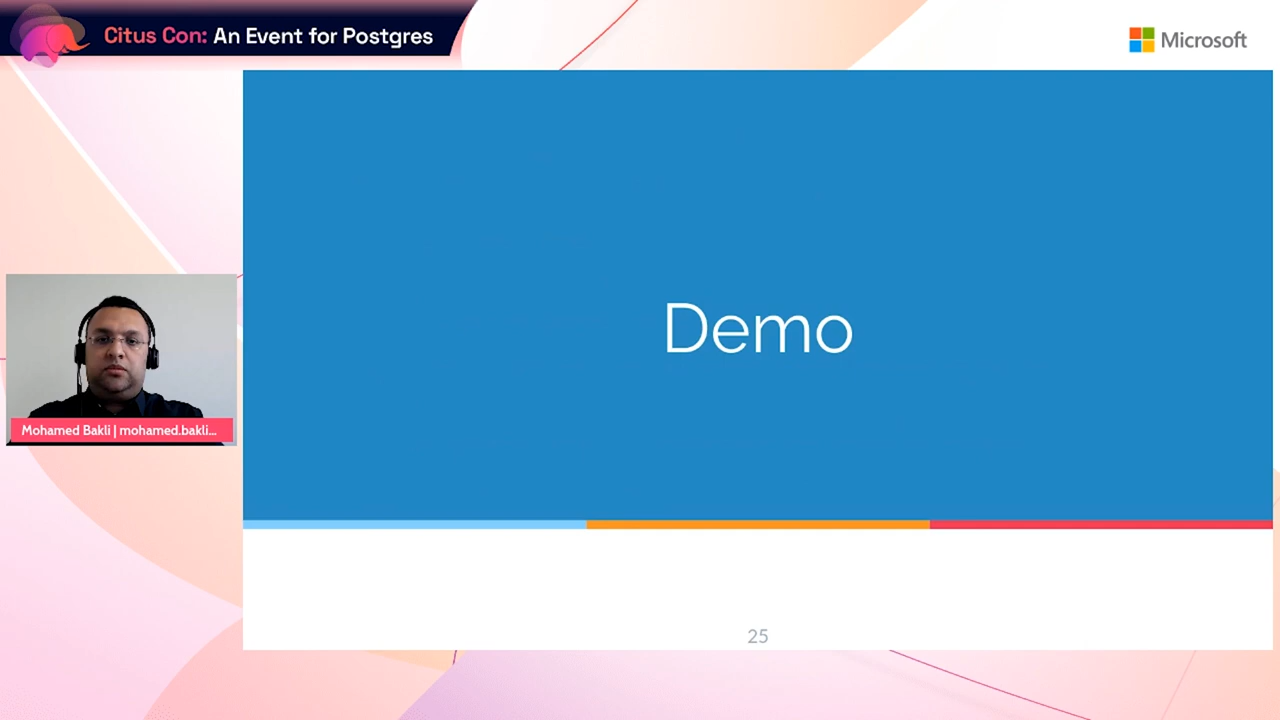 Citus Con: An Event for Postgres
Microsoft
Demo
Mohamed Bakli | mohamed.bakli...
25